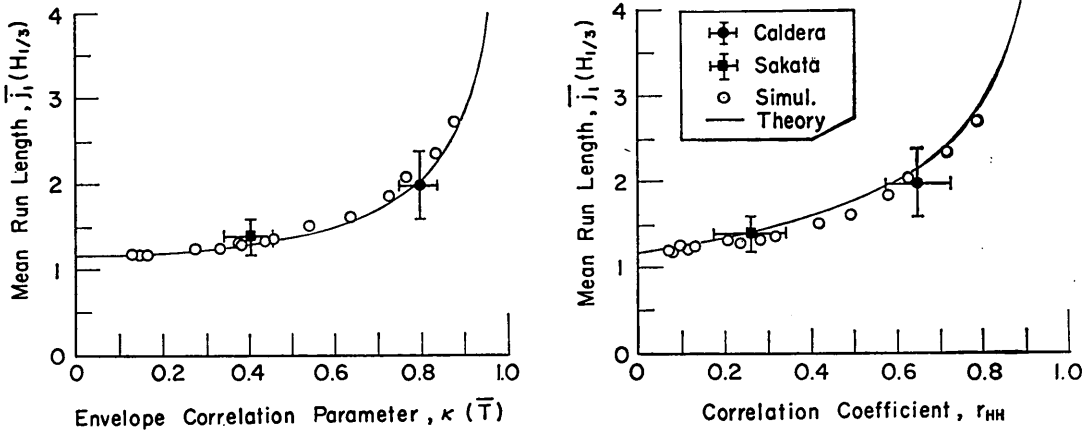 Mean Run Length, j̄₁(H₁/₃)
4
3
2
1
0
0
0.2
0.4
0.6
0.8
1.0
Envelope Correlation Parameter, κ (T̄)
Mean Run Length, j̄₁(H₁/₃)
4
3
2
1
0
0
0.2
0.4
0.6
0.8
1.0
Correlation Coefficient, r_HH
Caldera
Sakata
Simul.
Theory